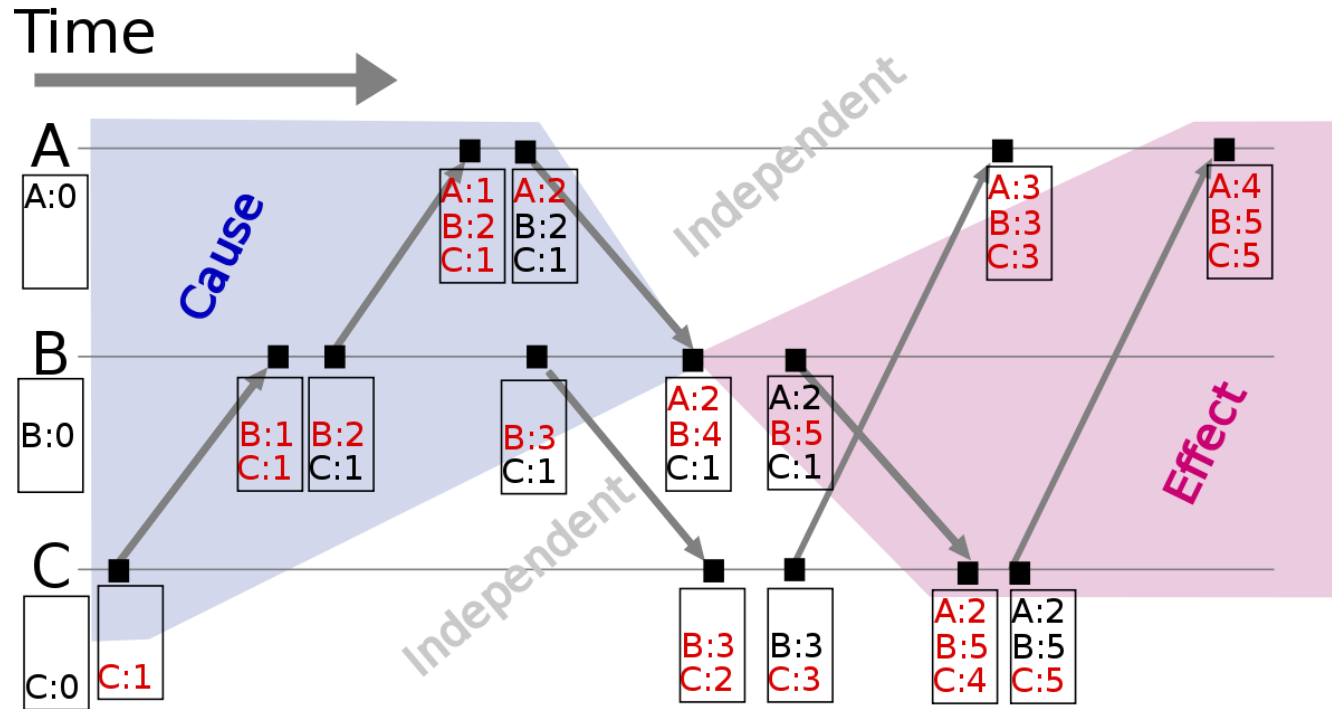 Time
Independent
A
A:0
Cause
A:1
B:2
C:1
A:2
B:2
C:1
A:3
B:3
C:3
A:4
B:5
C:5
B
B:0
B:1
C:1
B:2
C:1
B:3
C:1
A:2
B:4
C:1
A:2
B:5
C:1
Effect
Independent
C
C:0
C:1
B:3
C:2
B:3
C:3
A:2
B:5
C:4
A:2
B:5
C:5